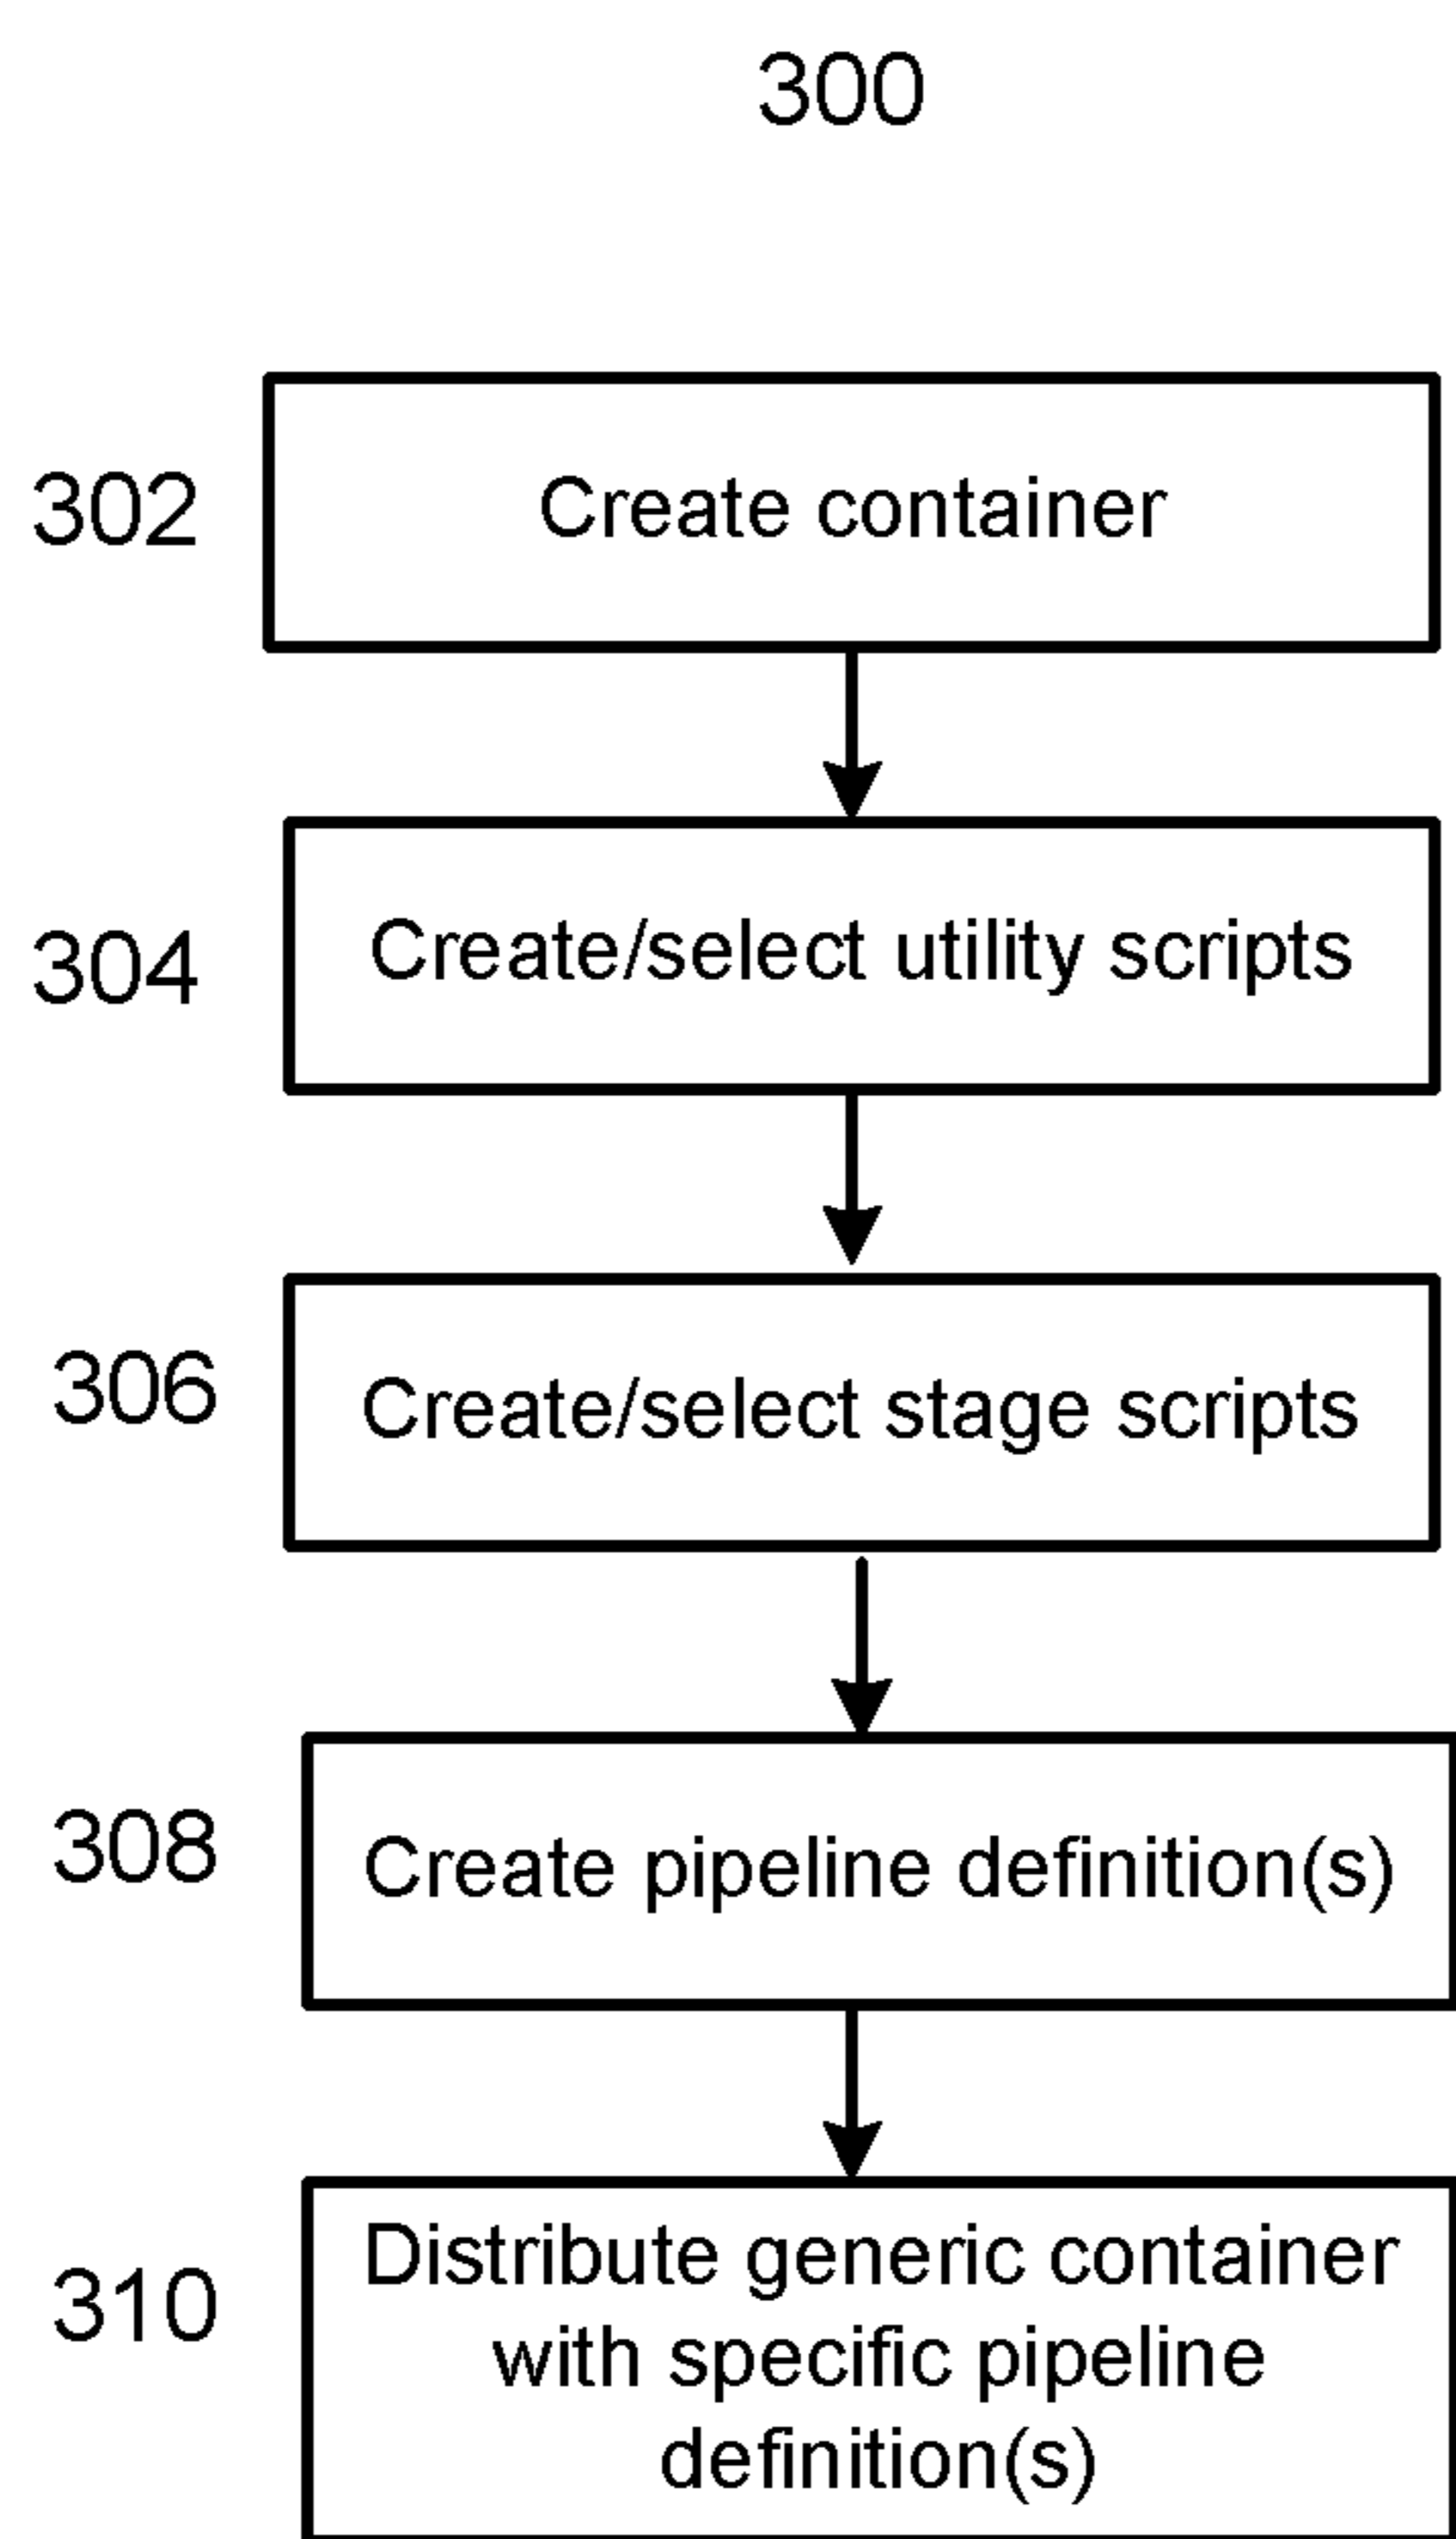 300
302
Create container
304
Create/select utility scripts
306
Create/select stage scripts
308
Create pipeline definition(s)
310
Distribute generic container
with specific pipeline
definition(s)